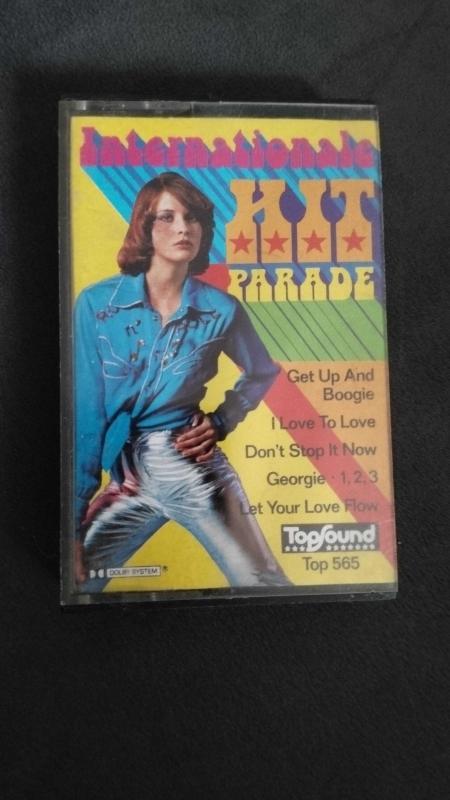 Internationale
HIT
PARADE
Get Up And
Boogie
I Love To Love
Don't Stop It Now
Georgie · 1, 2, 3
Let Your Love Flow
TopSound
Top 565
DOLBY SYSTEM ®